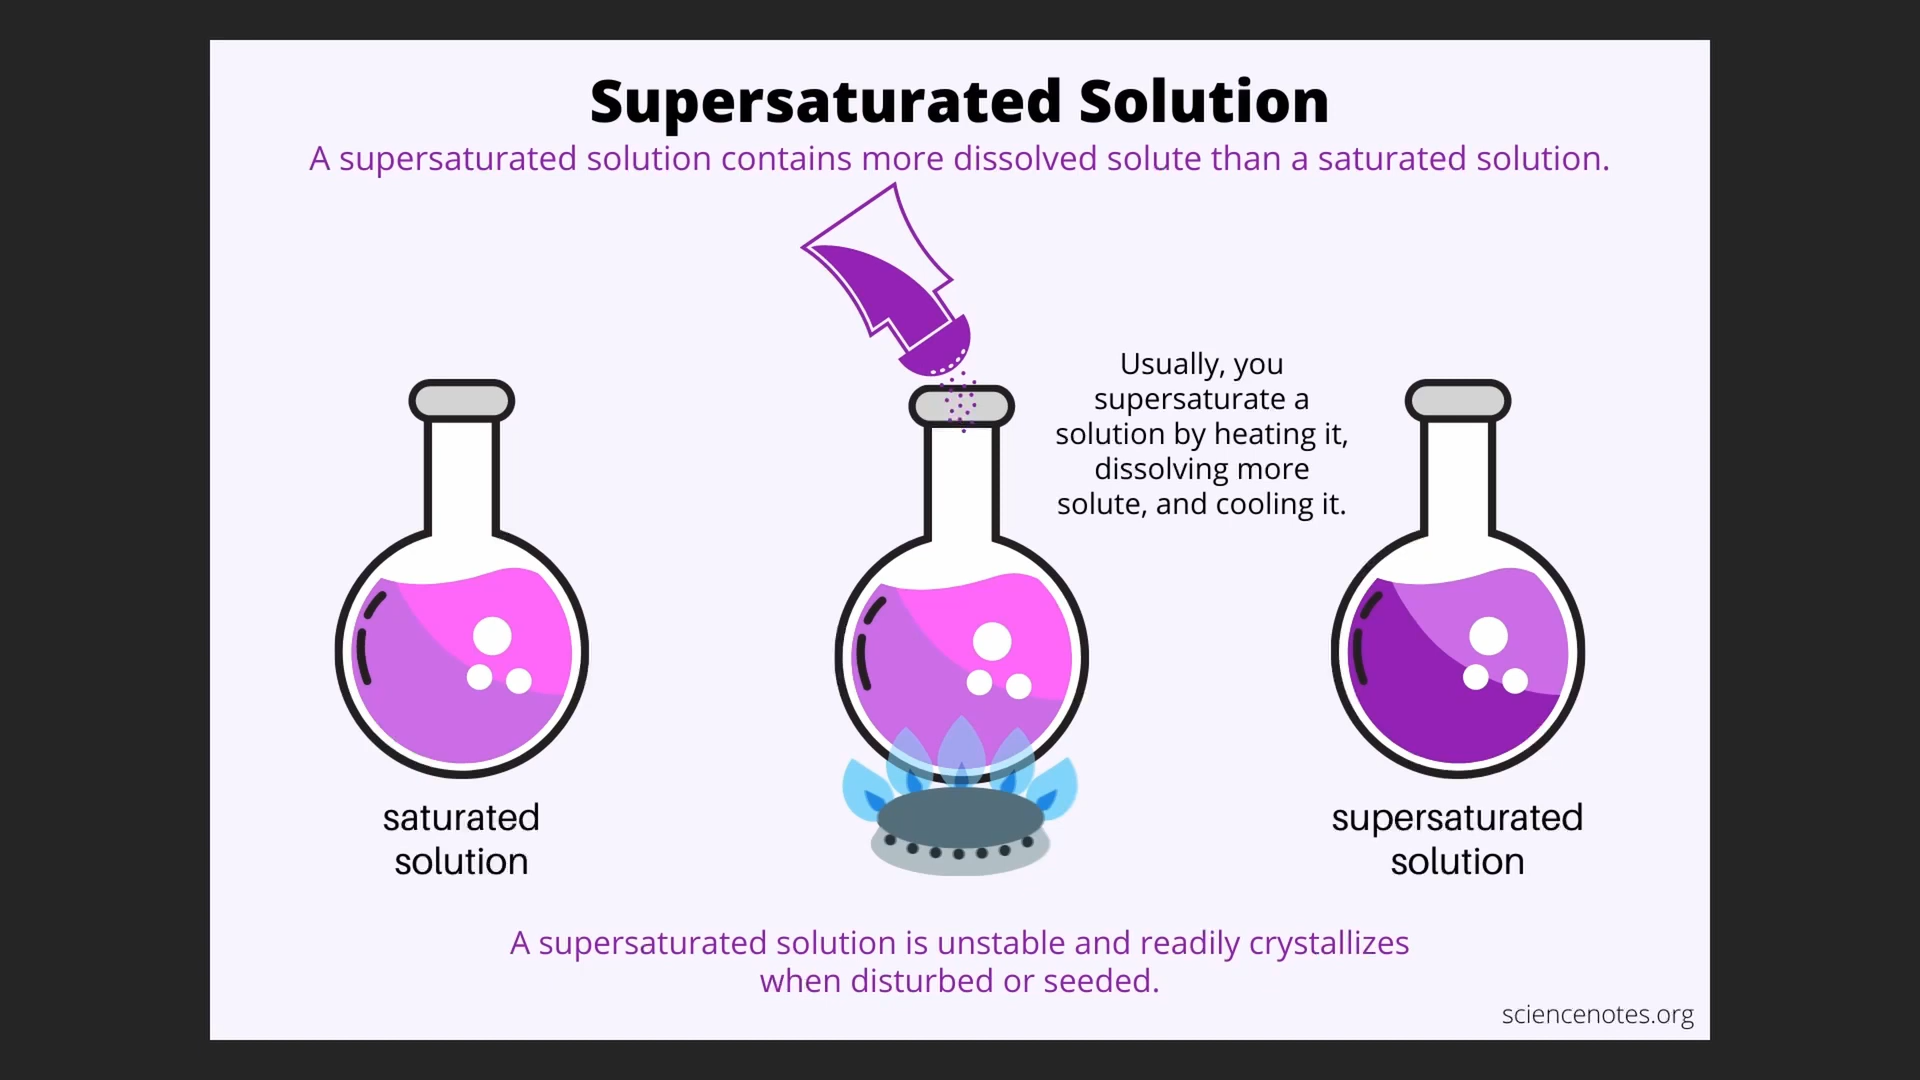 Supersaturated Solution
A supersaturated solution contains more dissolved solute than a saturated solution.
Usually, you
supersaturate a
solution by heating it,
dissolving more
solute, and cooling it.
saturated
solution
supersaturated
solution
A supersaturated solution is unstable and readily crystallizes
when disturbed or seeded.
sciencenotes.org